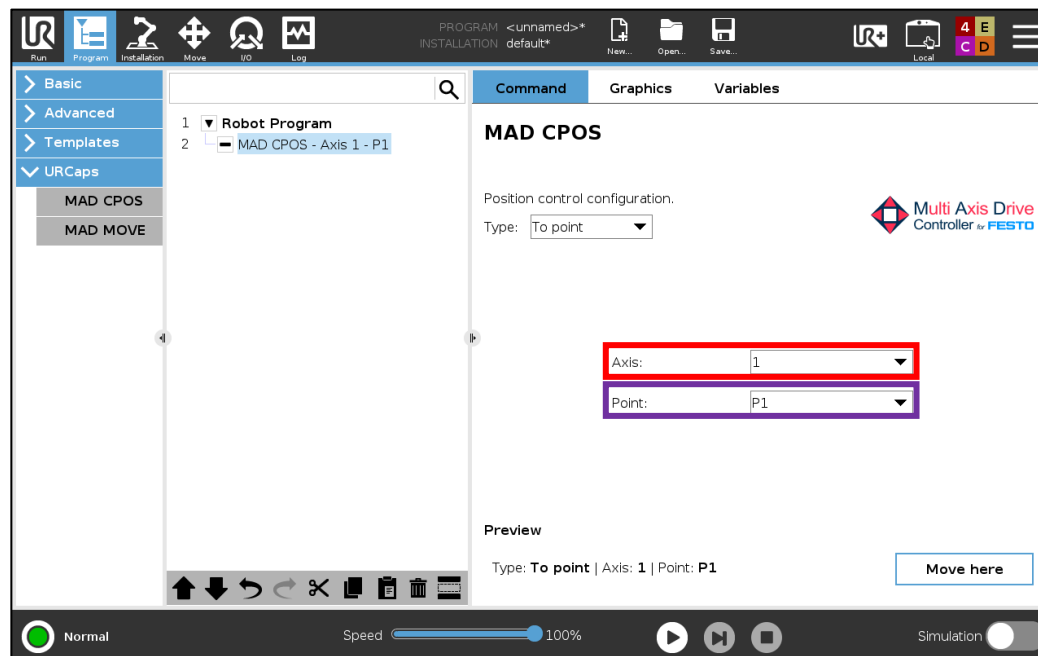 PROGRAM <unnamed>*
INSTALLATION default*
Run Program Installation Move I/O Log New... Open... Save... UR+ Local 4 E C D
Basic
Advanced
Templates
URCaps
MAD CPOS
MAD MOVE
1 Robot Program
2 MAD CPOS - Axis 1 - P1
Command Graphics Variables
MAD CPOS
Position control configuration.
Type: To point
Multi Axis Drive
Controller for FESTO
Axis: 1
Point: P1
Preview
Type: To point | Axis: 1 | Point: P1
Move here
Normal Speed 100% Simulation